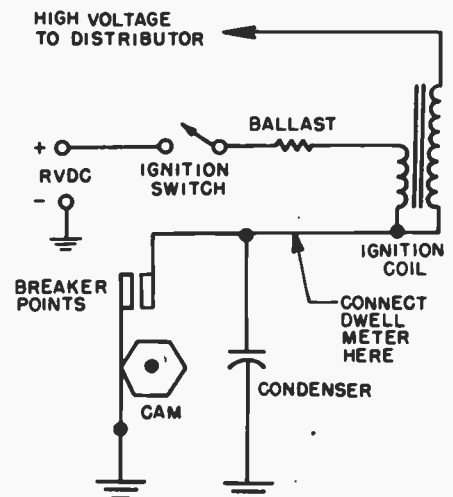 HIGH VOLTAGE
TO DISTRIBUTOR
BALLAST
+
RVDC
-
IGNITION
SWITCH
IGNITION
COIL
BREAKER
POINTS
CONNECT
DWELL
METER
HERE
CAM
CONDENSER